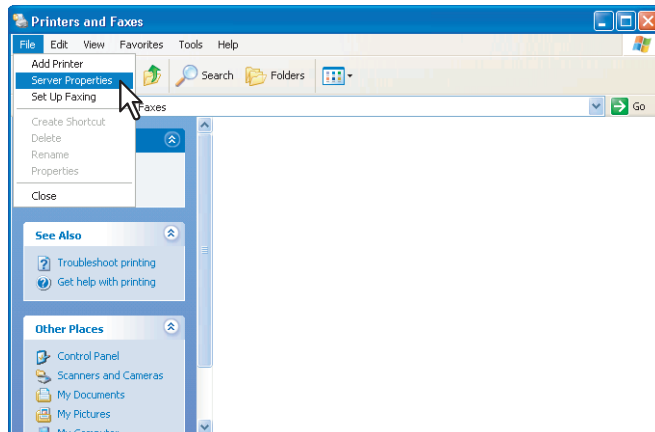 Printers and Faxes
File Edit View Favorites Tools Help
Add Printer
Server Properties
Set Up Faxing
Create Shortcut
Delete
Rename
Properties
Close
Search Folders
Faxes
Go
See Also
Troubleshoot printing
Get help with printing
Other Places
Control Panel
Scanners and Cameras
My Documents
My Pictures
My Computer